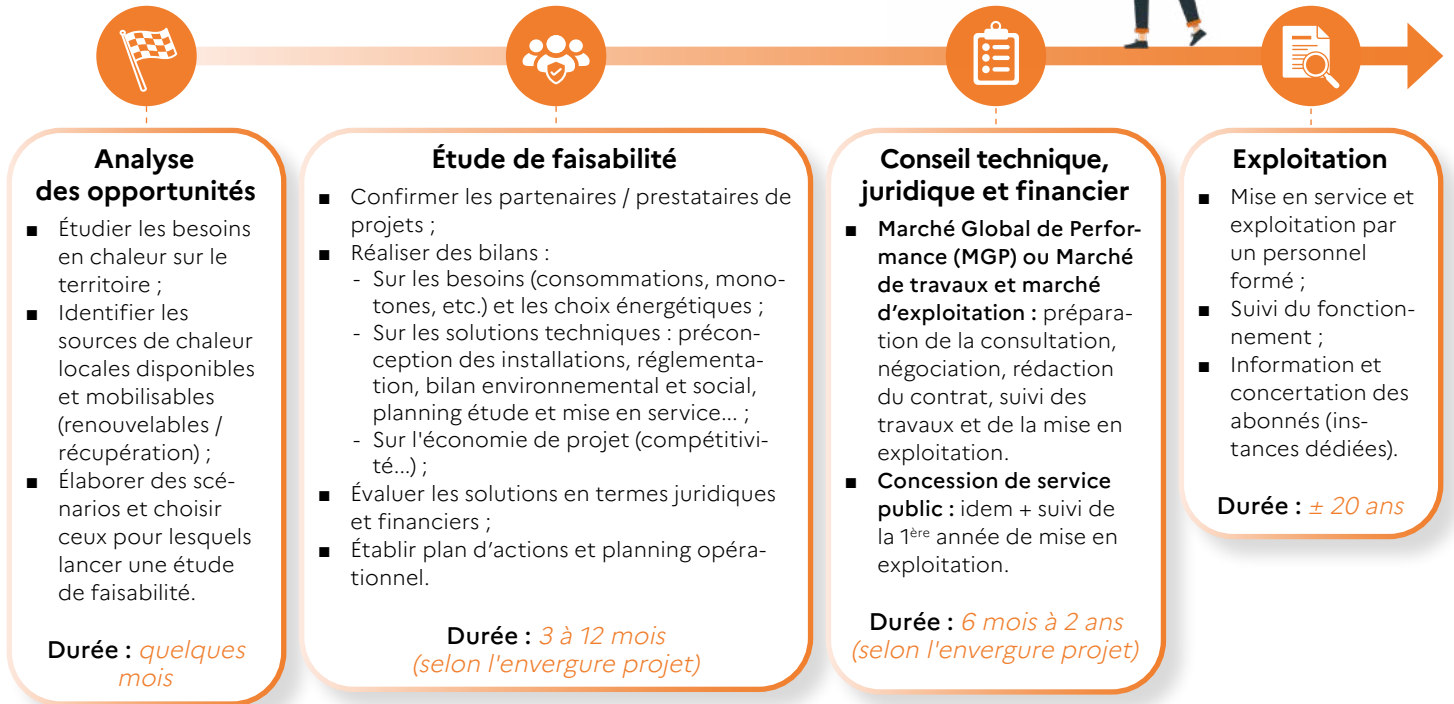 Analyse
des opportunités
■ Étudier les besoins
en chaleur sur le
territoire ;
■ Identifier les
sources de chaleur
locales disponibles
et mobilisables
(renouvelables /
récupération) ;
■ Élaborer des scé-
narios et choisir
ceux pour lesquels
lancer une étude
de faisabilité.
Durée : quelques
mois
Étude de faisabilité
■ Confirmer les partenaires / prestataires de
projets ;
■ Réaliser des bilans :
- Sur les besoins (consommations, mono-
tones, etc.) et les choix énergétiques ;
- Sur les solutions techniques : précon-
ception des installations, réglementa-
tion, bilan environnemental et social,
planning étude et mise en service... ;
- Sur l'économie de projet (compétitivi-
té...) ;
■ Évaluer les solutions en termes juridiques
et financiers ;
■ Établir plan d’actions et planning opéra-
tionnel.
Durée : 3 à 12 mois
(selon l'envergure projet)
Conseil technique,
juridique et financier
■ Marché Global de Perfor-
mance (MGP) ou Marché
de travaux et marché
d’exploitation : prépara-
tion de la consultation,
négociation, rédaction
du contrat, suivi des
travaux et de la mise en
exploitation.
■ Concession de service
public : idem + suivi de
la 1ère année de mise en
exploitation.
Durée : 6 mois à 2 ans
(selon l'envergure projet)
Exploitation
■ Mise en service et
exploitation par
un personnel
formé ;
■ Suivi du fonction-
nement ;
■ Information et
concertation des
abonnés (ins-
tances dédiées).
Durée : ± 20 ans